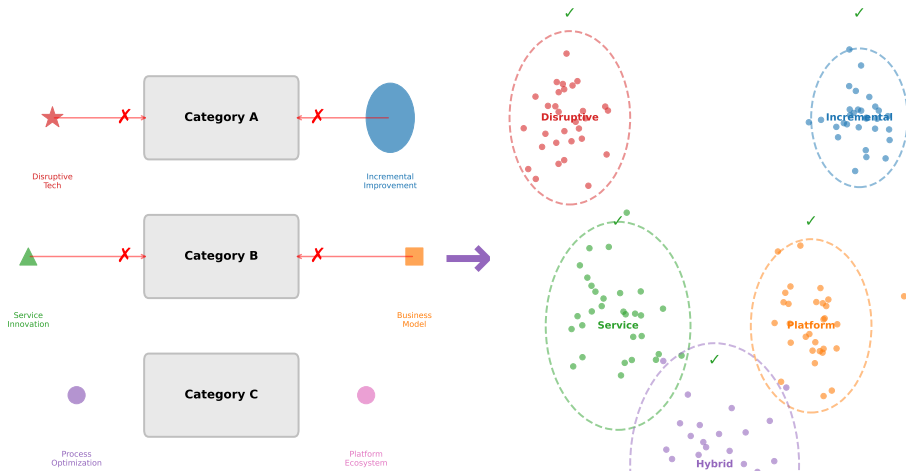 Category A
Disruptive
Tech
Incremental
Improvement
Category B
Service
Innovation
Business
Model
Category C
Process
Optimization
Platform
Ecosystem
✓
✓
Disruptive
Incremental
✓
✓
Service
Platform
✓
Hybrid